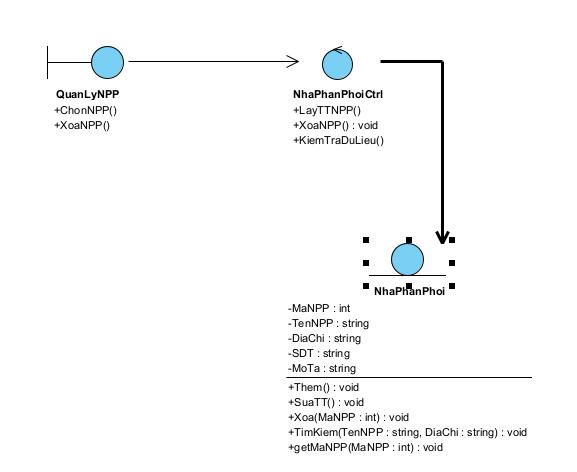 QuanLyNPP
+ChonNPP()
+XoaNPP()
NhaPhanPhoiCtrl
+LayTTNPP()
+XoaNPP() : void
+KiemTraDuLieu()
NhaPhanPhoi
-MaNPP : int
-TenNPP : string
-DiaChi : string
-SDT : string
-MoTa : string
+Them() : void
+SuaTT() : void
+Xoa(MaNPP : int) : void
+TimKiem(TenNPP : string, DiaChi : string) : void
+getMaNPP(MaNPP : int) : void